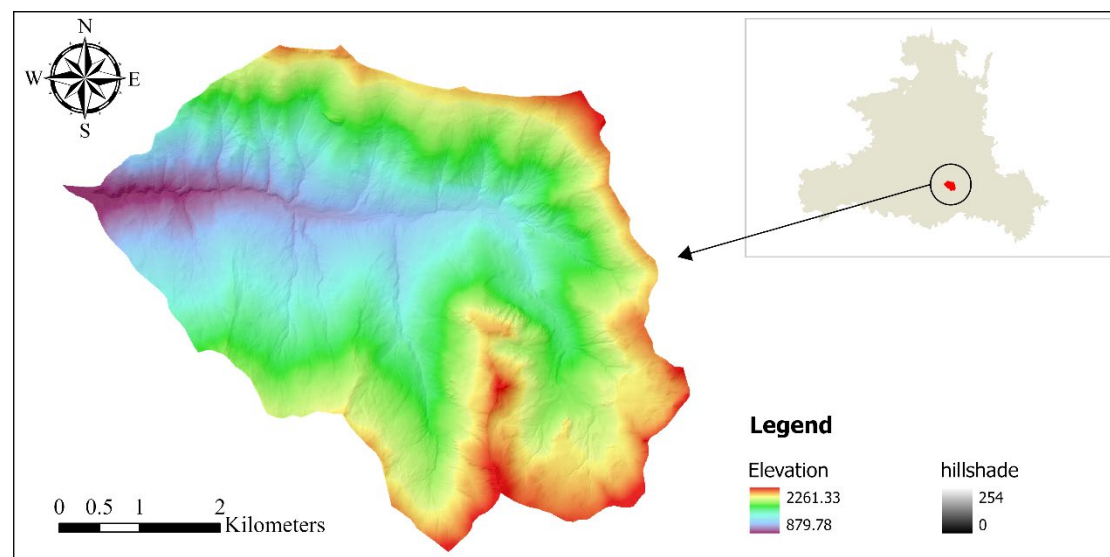 N
W E
S
0 0.5 1 2
Kilometers
Legend
Elevation
2261.33
879.78
hillshade
254
0